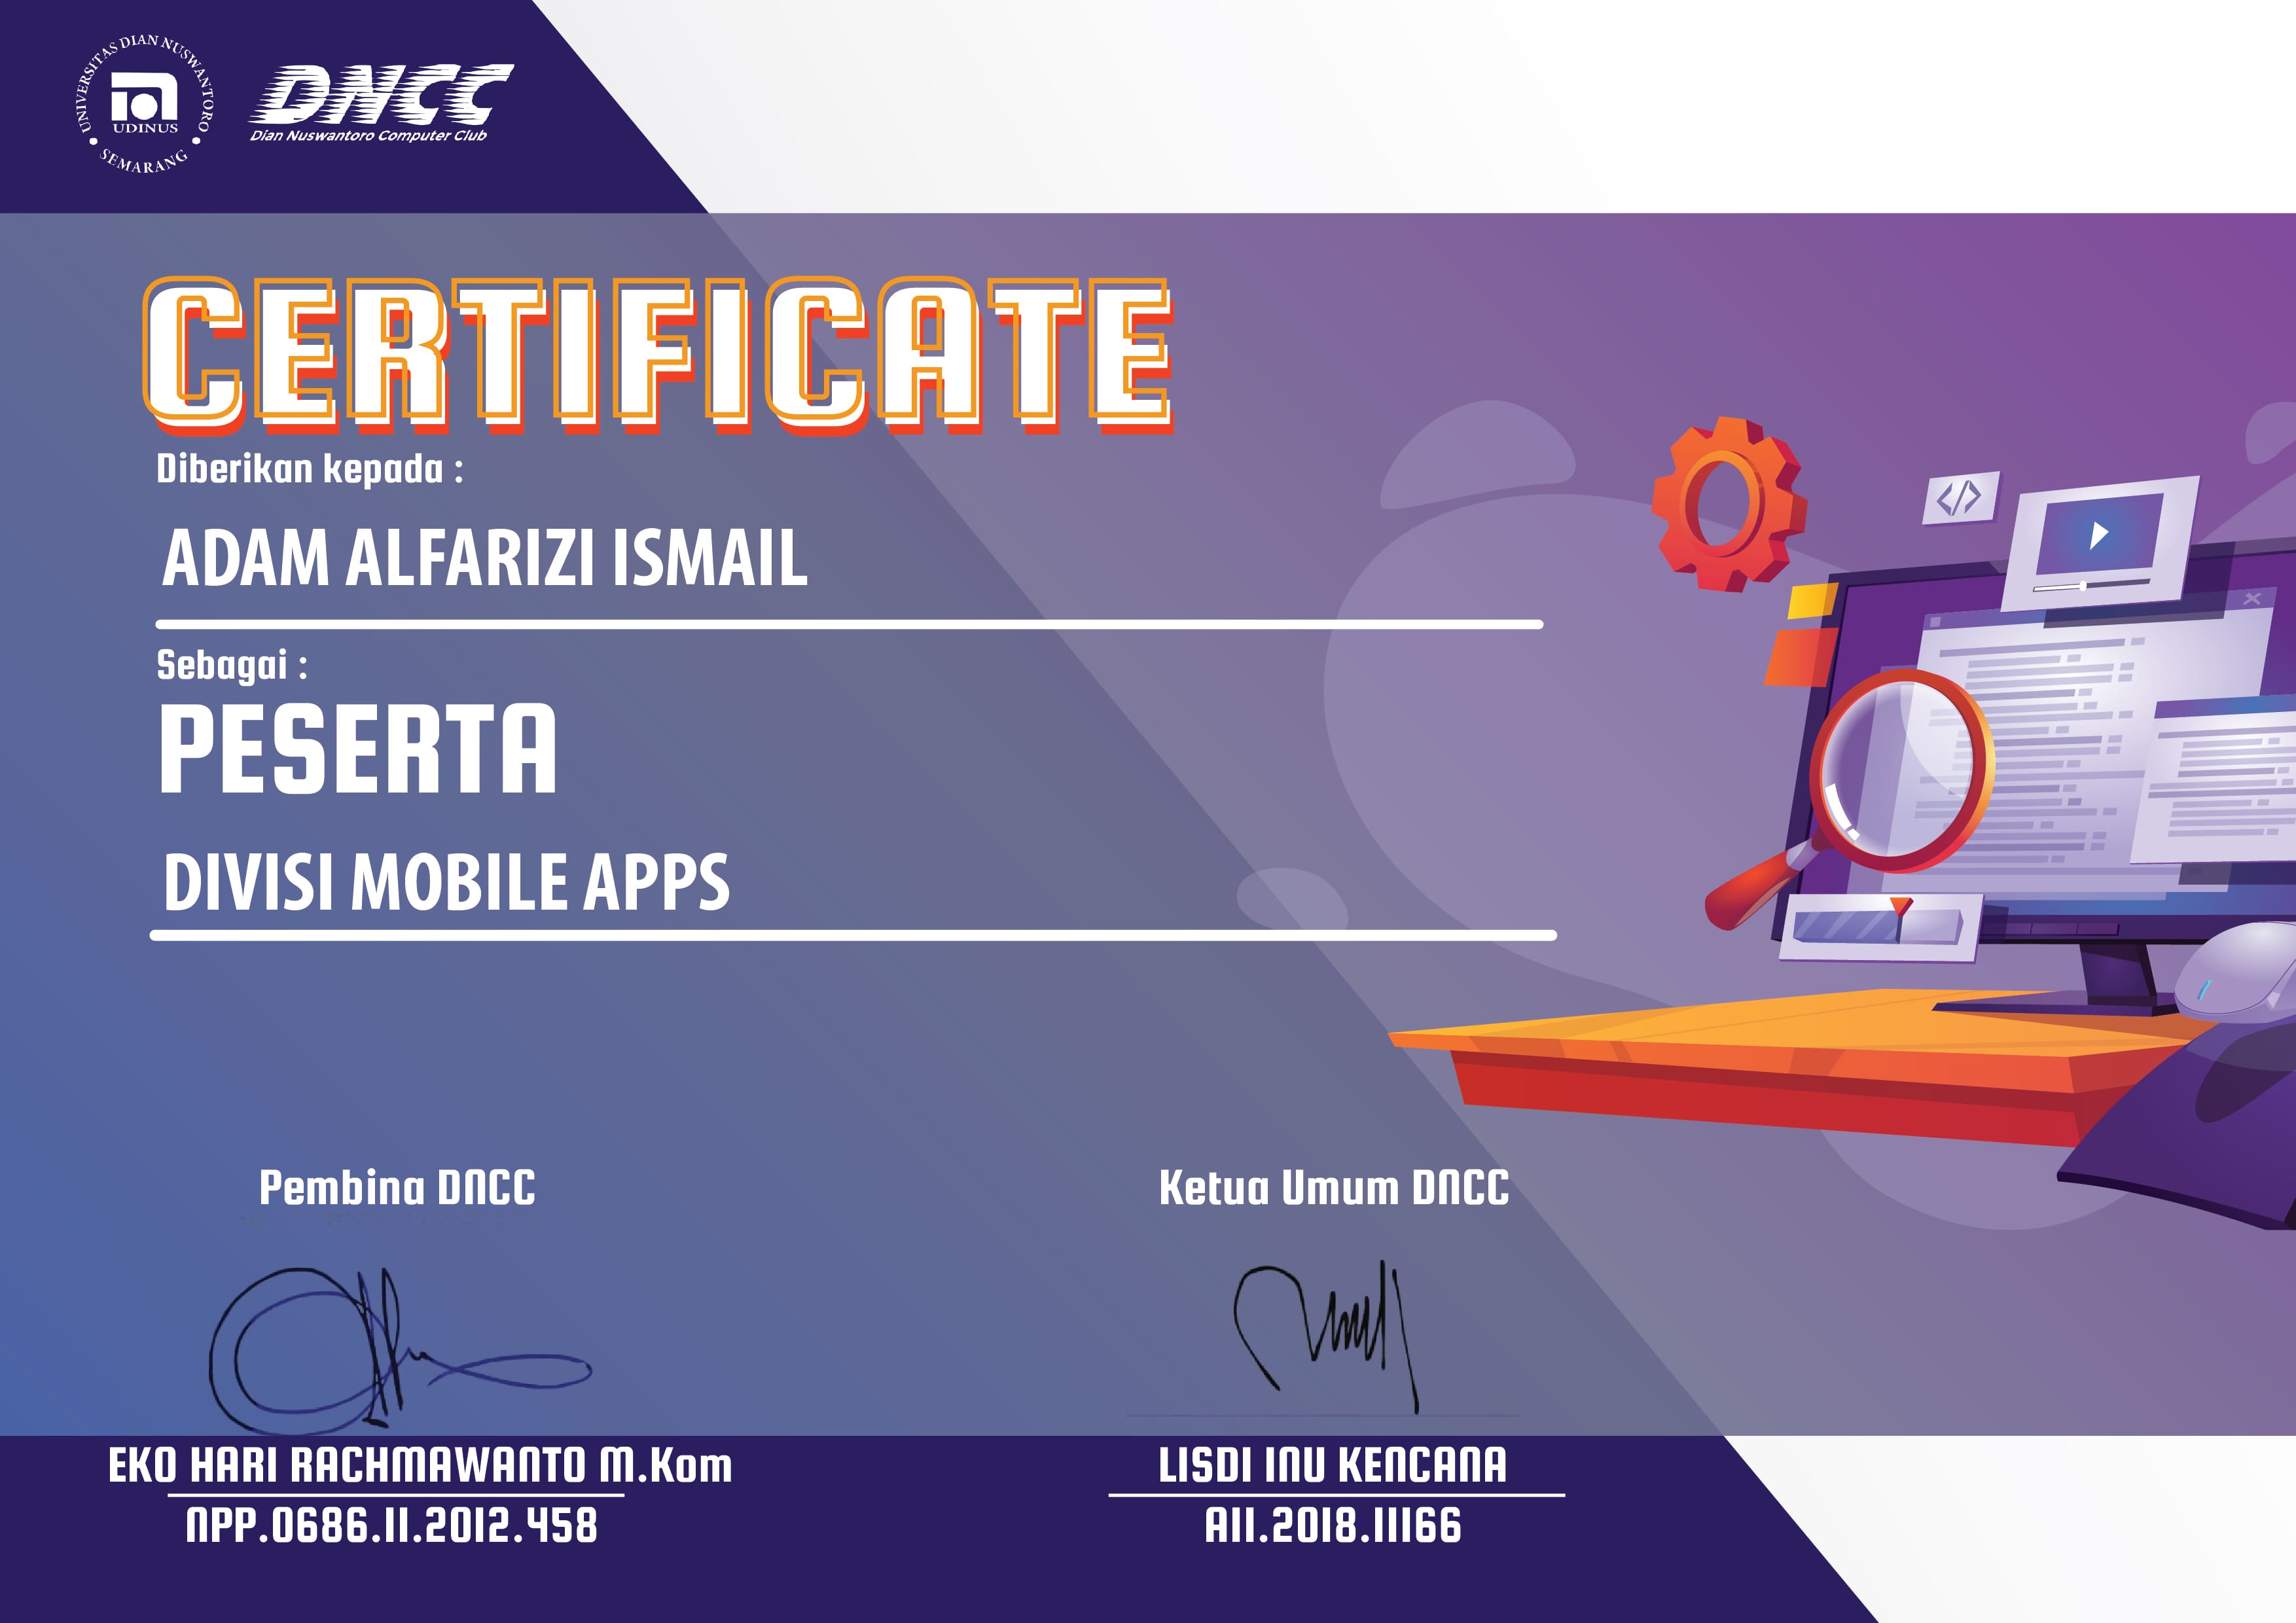 UNIVERSITAS DIAN NUSWANTORO
UDINUS
SEMARANG
DNCC
Dian Nuswantoro Computer Club
CERTIFICATE
Diberikan kepada :
ADAM ALFARIZI ISMAIL
Sebagai :
PESERTA
DIVISI MOBILE APPS
</>
Pembina DNCC
Ketua Umum DNCC
EKO HARI RACHMAWANTO M.Kom
LISDI INU KENCANA
NPP.0686.11.2012.458
A11.2018.11166